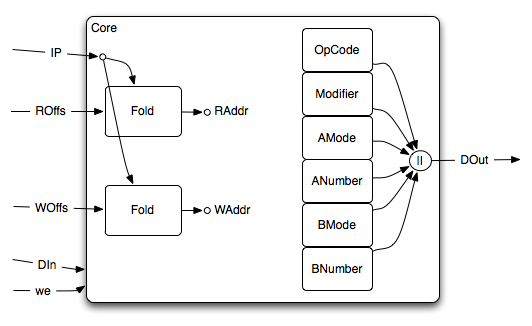 Core
IP
OpCode
Modifier
ROffs
Fold
RAddr
AMode
II
DOut
ANumber
WOffs
Fold
WAddr
BMode
DIn
BNumber
we